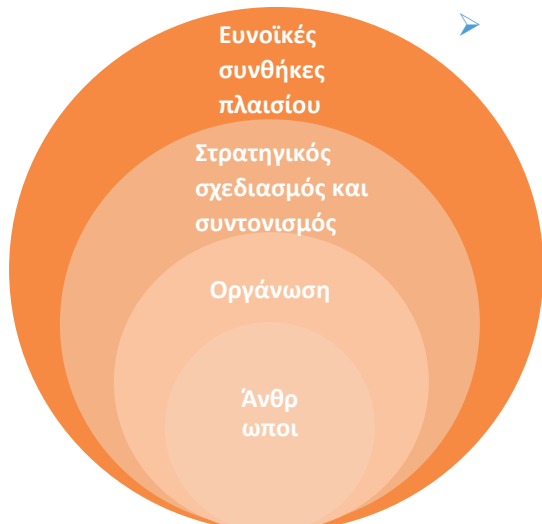 Ευνοϊκές
συνθήκες
πλαισίου
Στρατηγικός
σχεδιασμός και
συντονισμός
Οργάνωση
Άνθρ
ωποι